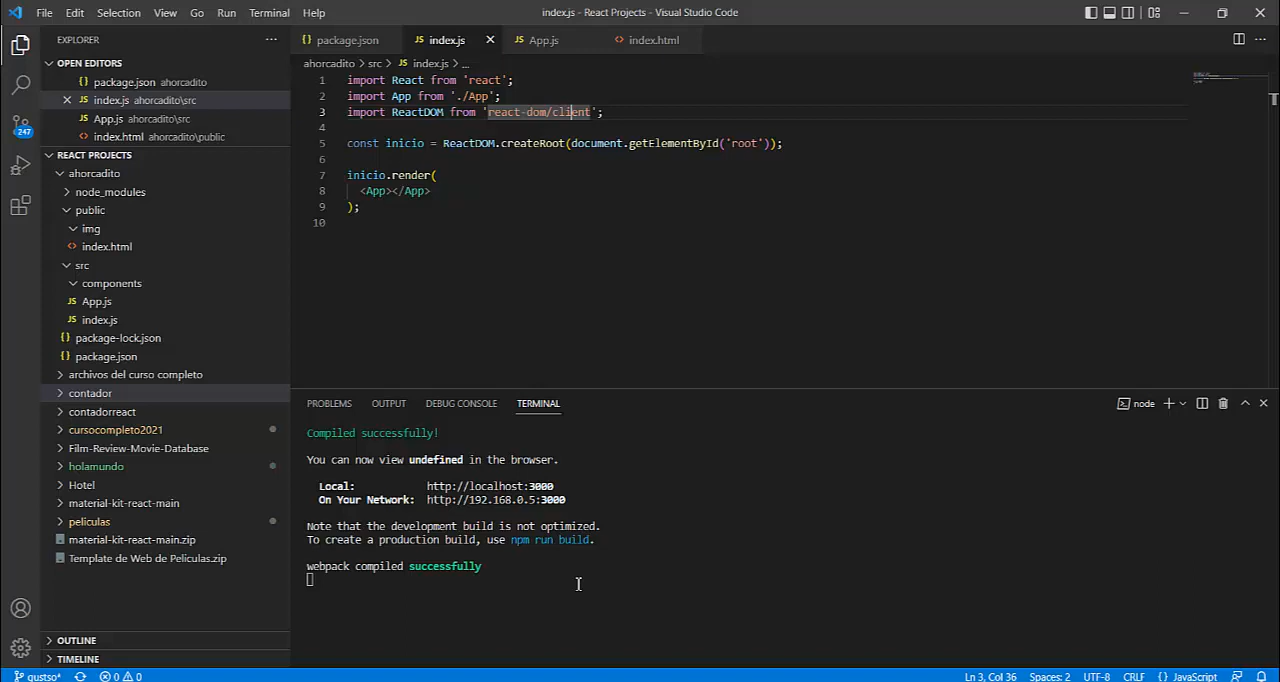 File Edit Selection View Go Run Terminal Help
index.js - React Projects - Visual Studio Code
EXPLORER
OPEN EDITORS
package.json ahorcadito
index.js ahorcadito\src
App.js ahorcadito\src
index.html ahorcadito\public
247
REACT PROJECTS
ahorcadito
node_modules
public
img
index.html
src
components
App.js
index.js
package-lock.json
package.json
archivos del curso completo
contador
contadorreact
cursocompleto2021
Film-Review-Movie-Database
holamundo
Hotel
material-kit-react-main
peliculas
material-kit-react-main.zip
Template de Web de Peliculas.zip
OUTLINE
TIMELINE
package.json index.js App.js index.html
ahorcadito > src > JS index.js > ...
1 import React from 'react';
2 import App from './App';
3 import ReactDOM from 'react-dom/client';
4
5 const inicio = ReactDOM.createRoot(document.getElementById('root'));
6
7 inicio.render(
8 <App></App>
9 );
10
PROBLEMS OUTPUT DEBUG CONSOLE TERMINAL
node
Compiled successfully!
You can now view undefined in the browser.
Local: http://localhost:3000
On Your Network: http://192.168.0.5:3000
Note that the development build is not optimized.
To create a production build, use npm run build.
webpack compiled successfully
gustso* 0 0
Ln 3, Col 36 Spaces: 2 UTF-8 CRLF {} JavaScript